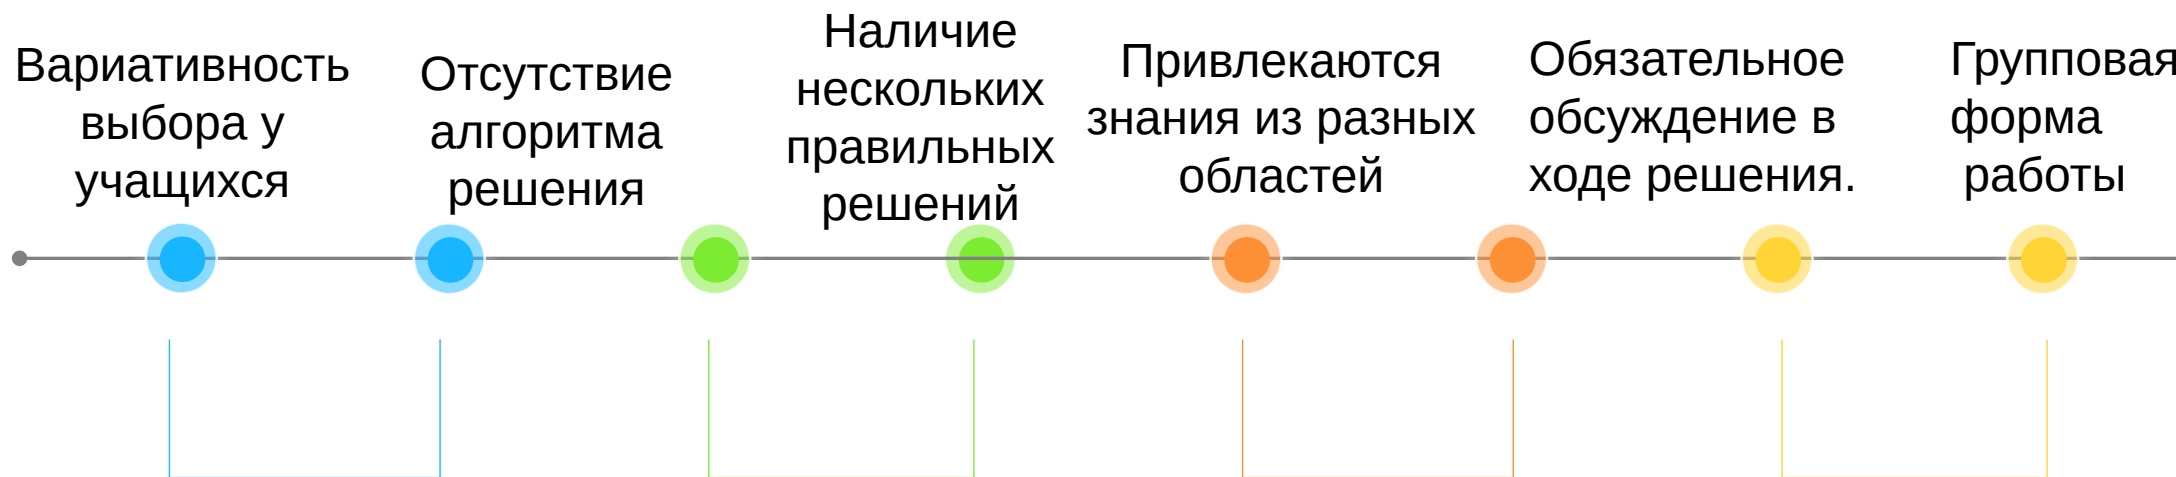 Вариативность
выбора у
учащихся
Отсутствие
алгоритма
решения
Наличие
нескольких
правильных
решений
Привлекаются
знания из разных
областей
Обязательное
обсуждение в
ходе решения.
Групповая
форма
работы